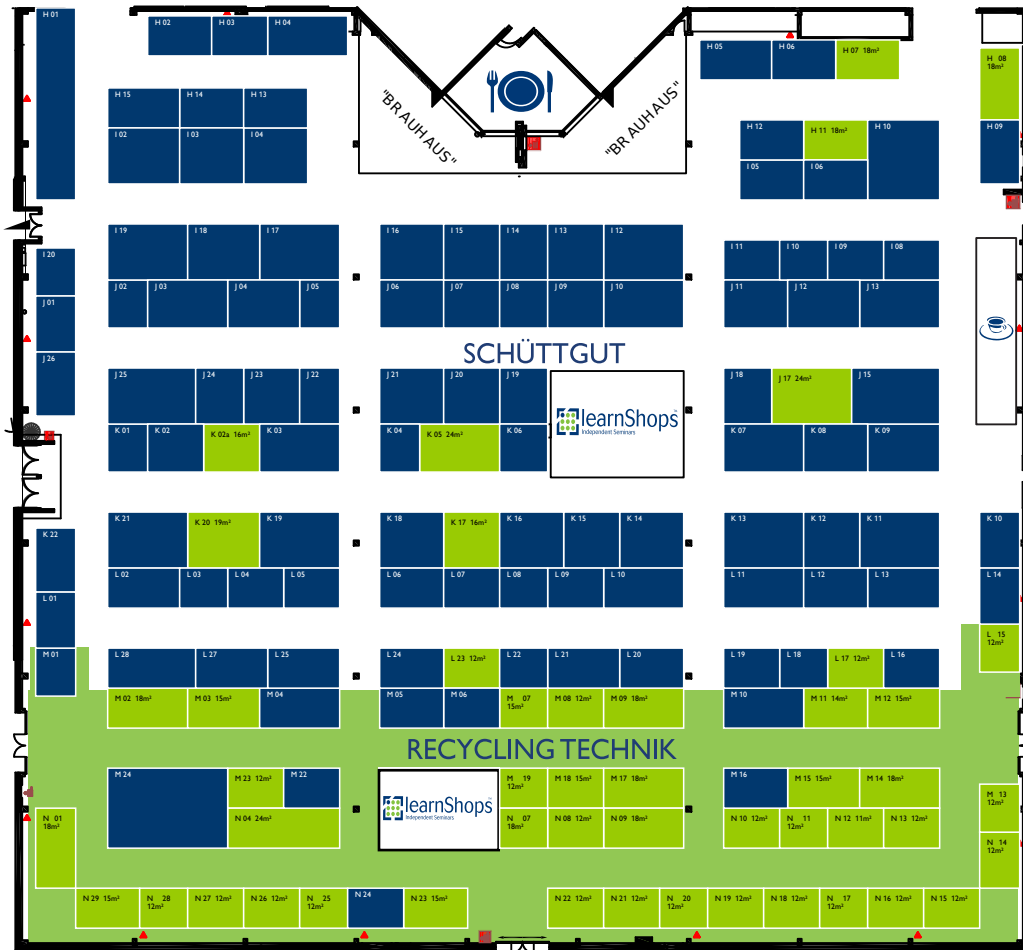 H 01
H 02
H 03
H 04
H 05
H 06
H 07 18m²
H 08
18m²
"BRAUHAUS"
"BRAUHAUS"
H 15
H 14
H 13
H 12
H 11 18m²
H 10
H 09
I 02
I 03
I 04
I 05
I 06
I 20
I 19
I 18
I 17
I 16
I 15
I 14
I 13
I 12
I 11
I 10
I 09
I 08
J 01
J 02
J 03
J 04
J 05
J 06
J 07
J 08
J 09
J 10
J 11
J 12
J 13
SCHÜTTGUT
J 26
J 25
J 24
J 23
J 22
J 21
J 20
J 19
J 18
J 17 24m²
J 15
learnShops™
Independent Seminars
K 01
K 02
K 02a 16m²
K 03
K 04
K 05 24m²
K 06
K 07
K 08
K 09
K 22
K 21
K 20 19m²
K 19
K 18
K 17 16m²
K 16
K 15
K 14
K 13
K 12
K 11
K 10
L 01
L 02
L 03
L 04
L 05
L 06
L 07
L 08
L 09
L 10
L 11
L 12
L 13
L 14
L 15
12m²
M 01
L 28
L 27
L 25
L 24
L 23 12m²
L 22
L 21
L 20
L 19
L 18
L 17 12m²
L 16
M 02 18m²
M 03 15m²
M 04
M 05
M 06
M 07
15m²
M 08 12m²
M 09 18m²
M 10
M 11 14m²
M 12 15m²
RECYCLING TECHNIK
M 24
M 23 12m²
M 22
learnShops™
Independent Seminars
M 19
12m²
M 18 15m²
M 17 18m²
M 16
M 15 15m²
M 14 18m²
M 13
12m²
N 01
18m²
N 04 24m²
N 07
18m²
N 08 12m²
N 09 18m²
N 10 12m²
N 11
12m²
N 12 11m²
N 13 12m²
N 14
12m²
N 29 15m²
N 28
12m²
N 27 12m²
N 26 12m²
N 25
12m²
N 24
N 23 15m²
N 22 12m²
N 21 12m²
N 20
12m²
N 19 12m²
N 18 12m²
N 17
12m²
N 16 12m²
N 15 12m²